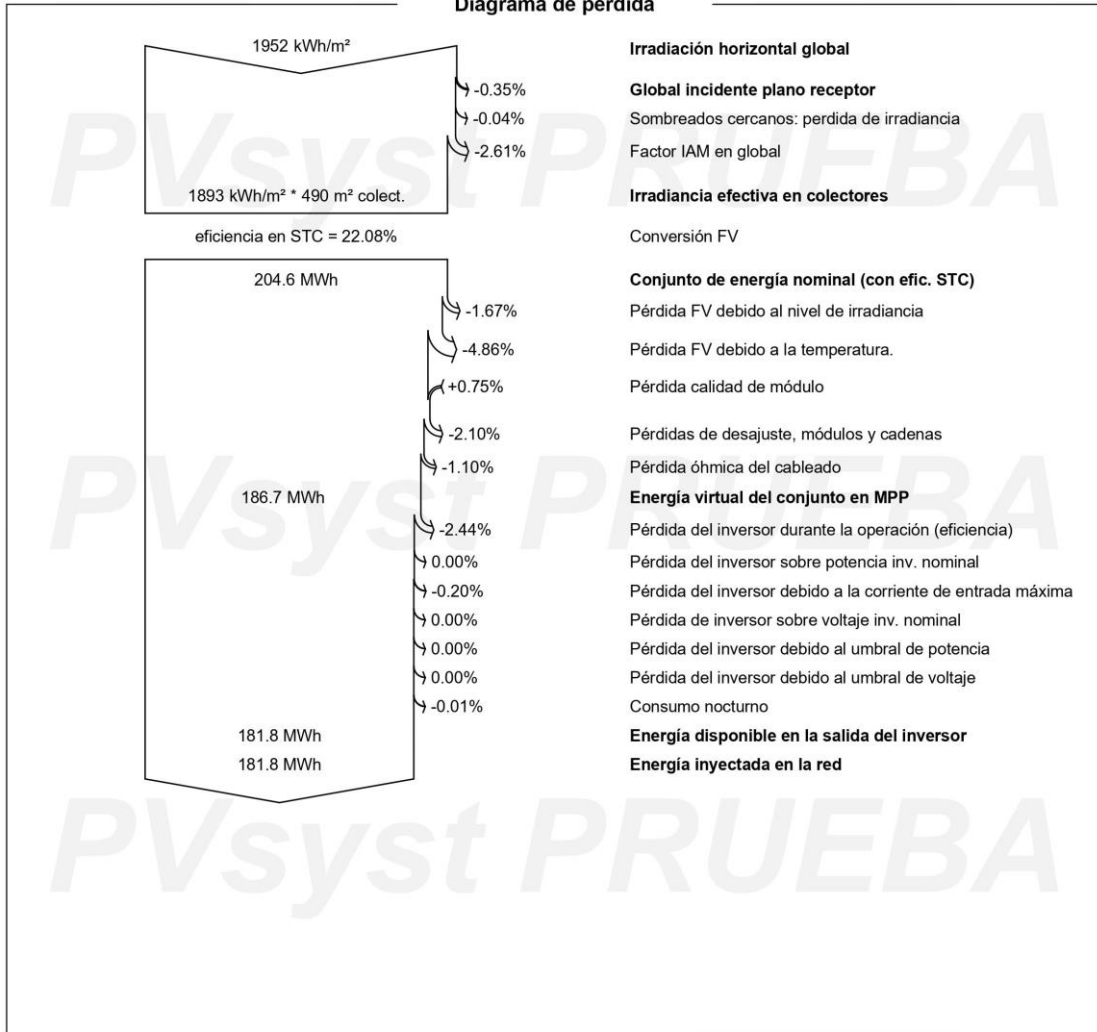 Diagrama de perdida
1952 kWh/m² Irradiación horizontal global
-0.35% Global incidente plano receptor
-0.04% Sombreados cercanos: perdida de irradiancia
-2.61% Factor IAM en global
PVsyst PRUEBA
1893 kWh/m² * 490 m² colect. Irradiancia efectiva en colectores
eficiencia en STC = 22.08% Conversión FV
204.6 MWh Conjunto de energía nominal (con efic. STC)
-1.67% Pérdida FV debido al nivel de irradiancia
-4.86% Pérdida FV debido a la temperatura.
+0.75% Pérdida calidad de módulo
-2.10% Pérdidas de desajuste, módulos y cadenas
-1.10% Pérdida óhmica del cableado
186.7 MWh Energía virtual del conjunto en MPP
PVsyst PRUEBA
-2.44% Pérdida del inversor durante la operación (eficiencia)
0.00% Pérdida del inversor sobre potencia inv. nominal
-0.20% Pérdida del inversor debido a la corriente de entrada máxima
0.00% Pérdida de inversor sobre voltaje inv. nominal
0.00% Pérdida del inversor debido al umbral de potencia
0.00% Pérdida del inversor debido al umbral de voltaje
-0.01% Consumo nocturno
181.8 MWh Energía disponible en la salida del inversor
181.8 MWh Energía inyectada en la red
PVsyst PRUEBA